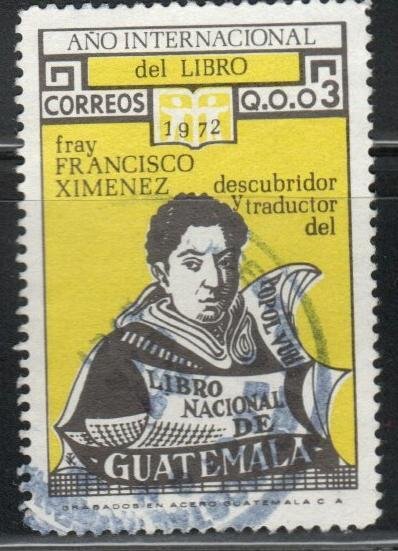 AÑO INTERNACIONAL
del LIBRO
CORREOS Q.0.03
1972
fray
FRANCISCO
XIMENEZ
descubridor
y traductor
del
POPOL VUH
LIBRO
NACIONAL
DE
GUATEMALA
GRABADOS EN ACERO GUATEMALA C A